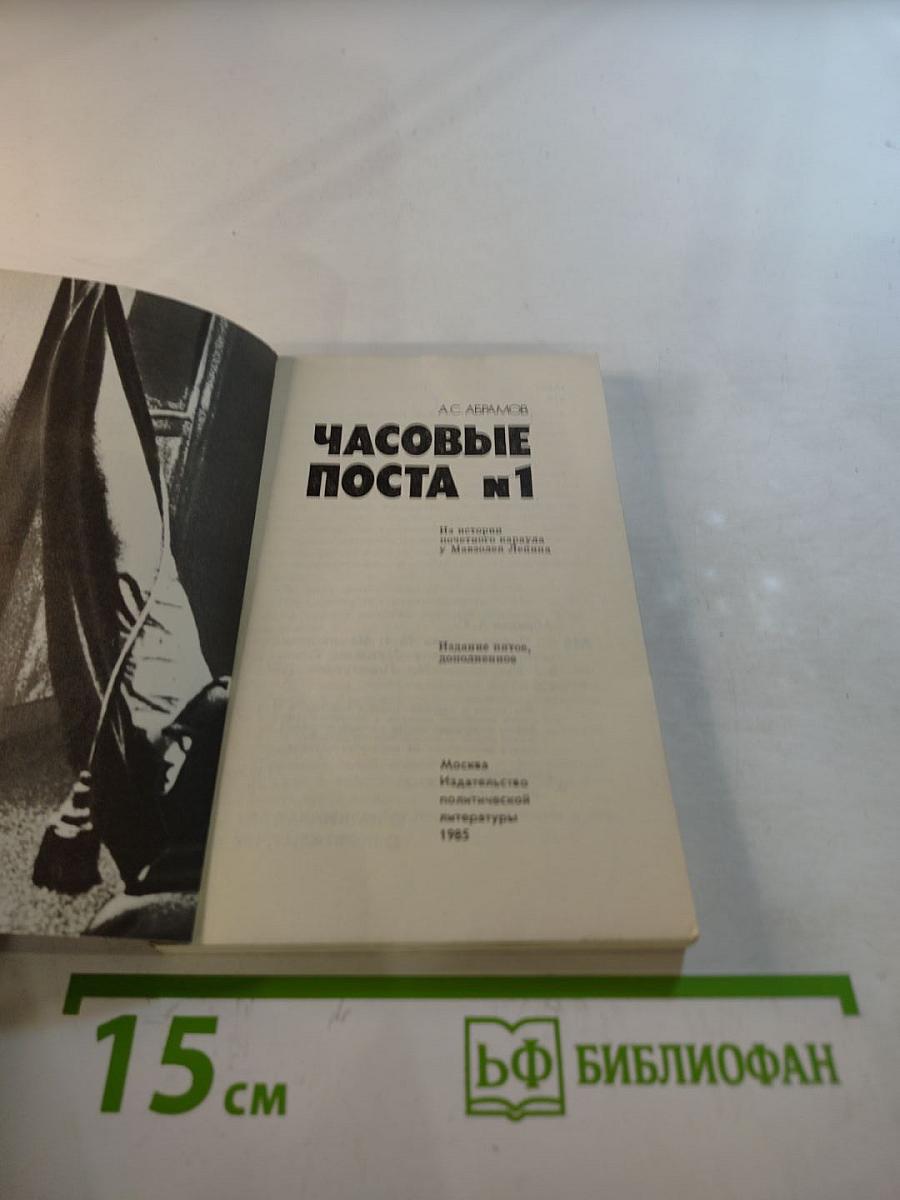 А.С. АБРАМОВ
ЧАСОВЫЕ
ПОСТА №1
Из истории
почетного караула
у Мавзолея Ленина
Издание пятое,
дополненное
Москва
Издательство
политической
литературы
1985
15 см
БФ БИБЛИОФАН